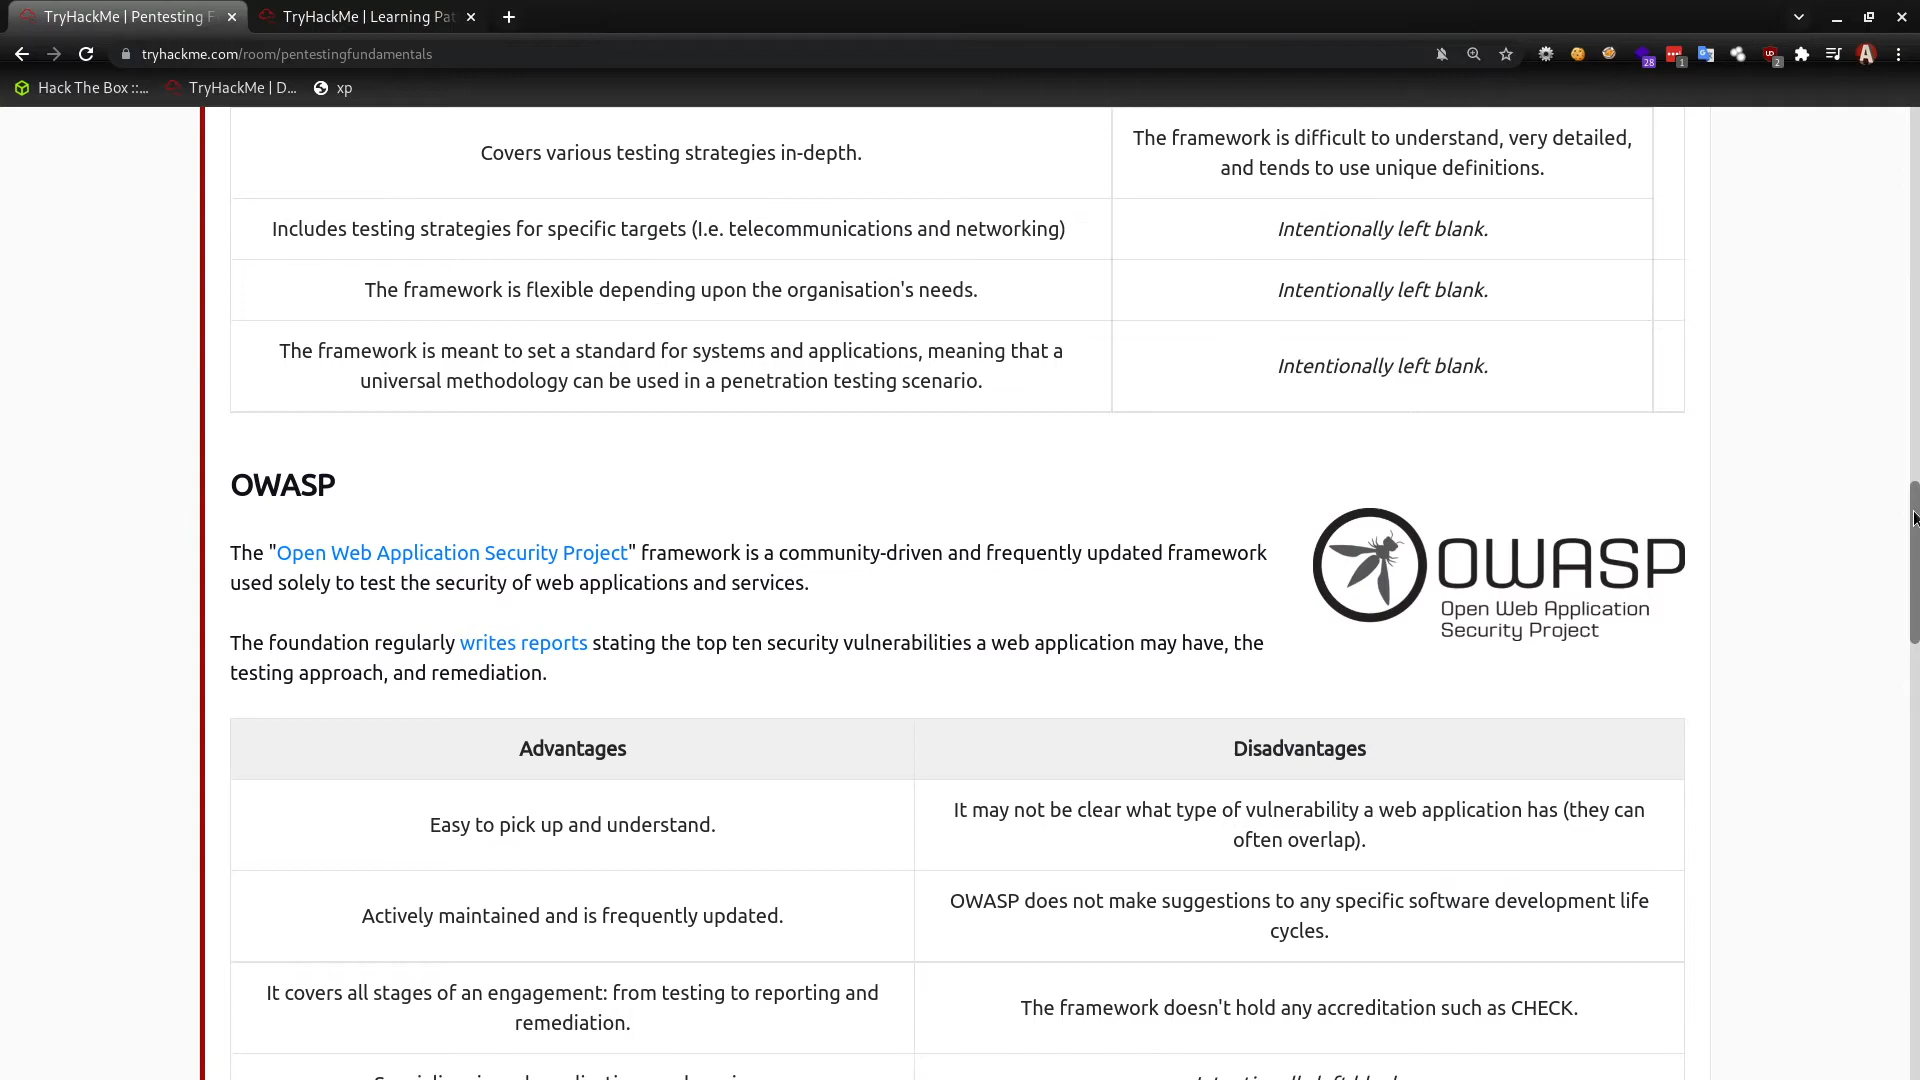 TryHackMe | Pentesting F
TryHackMe | Learning Pat
tryhackme.com/room/pentestingfundamentals
28
1
2
Hack The Box ::...
TryHackMe | D...
xp
Covers various testing strategies in-depth.
The framework is difficult to understand, very detailed,
and tends to use unique definitions.
Includes testing strategies for specific targets (I.e. telecommunications and networking)
Intentionally left blank.
The framework is flexible depending upon the organisation's needs.
Intentionally left blank.
The framework is meant to set a standard for systems and applications, meaning that a
universal methodology can be used in a penetration testing scenario.
Intentionally left blank.
OWASP
The "Open Web Application Security Project" framework is a community-driven and frequently updated framework
used solely to test the security of web applications and services.
The foundation regularly writes reports stating the top ten security vulnerabilities a web application may have, the
testing approach, and remediation.
OWASP
Open Web Application
Security Project
Advantages
Disadvantages
Easy to pick up and understand.
It may not be clear what type of vulnerability a web application has (they can
often overlap).
Actively maintained and is frequently updated.
OWASP does not make suggestions to any specific software development life
cycles.
It covers all stages of an engagement: from testing to reporting and
remediation.
The framework doesn't hold any accreditation such as CHECK.